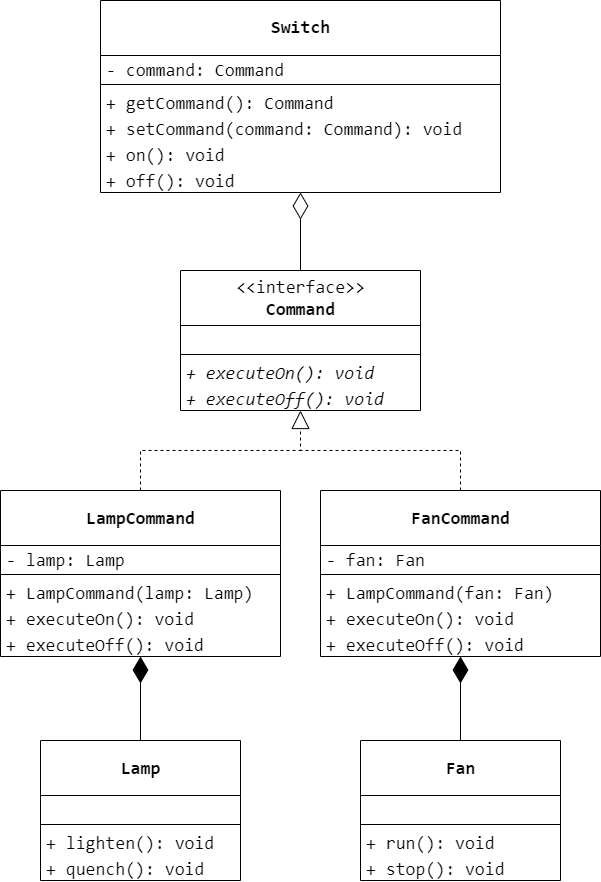 Switch
- command: Command
+ getCommand(): Command
+ setCommand(command: Command): void
+ on(): void
+ off(): void
<<interface>>
Command
+ executeOn(): void
+ executeOff(): void
LampCommand
- lamp: Lamp
+ LampCommand(lamp: Lamp)
+ executeOn(): void
+ executeOff(): void
FanCommand
- fan: Fan
+ LampCommand(fan: Fan)
+ executeOn(): void
+ executeOff(): void
Lamp
+ lighten(): void
+ quench(): void
Fan
+ run(): void
+ stop(): void